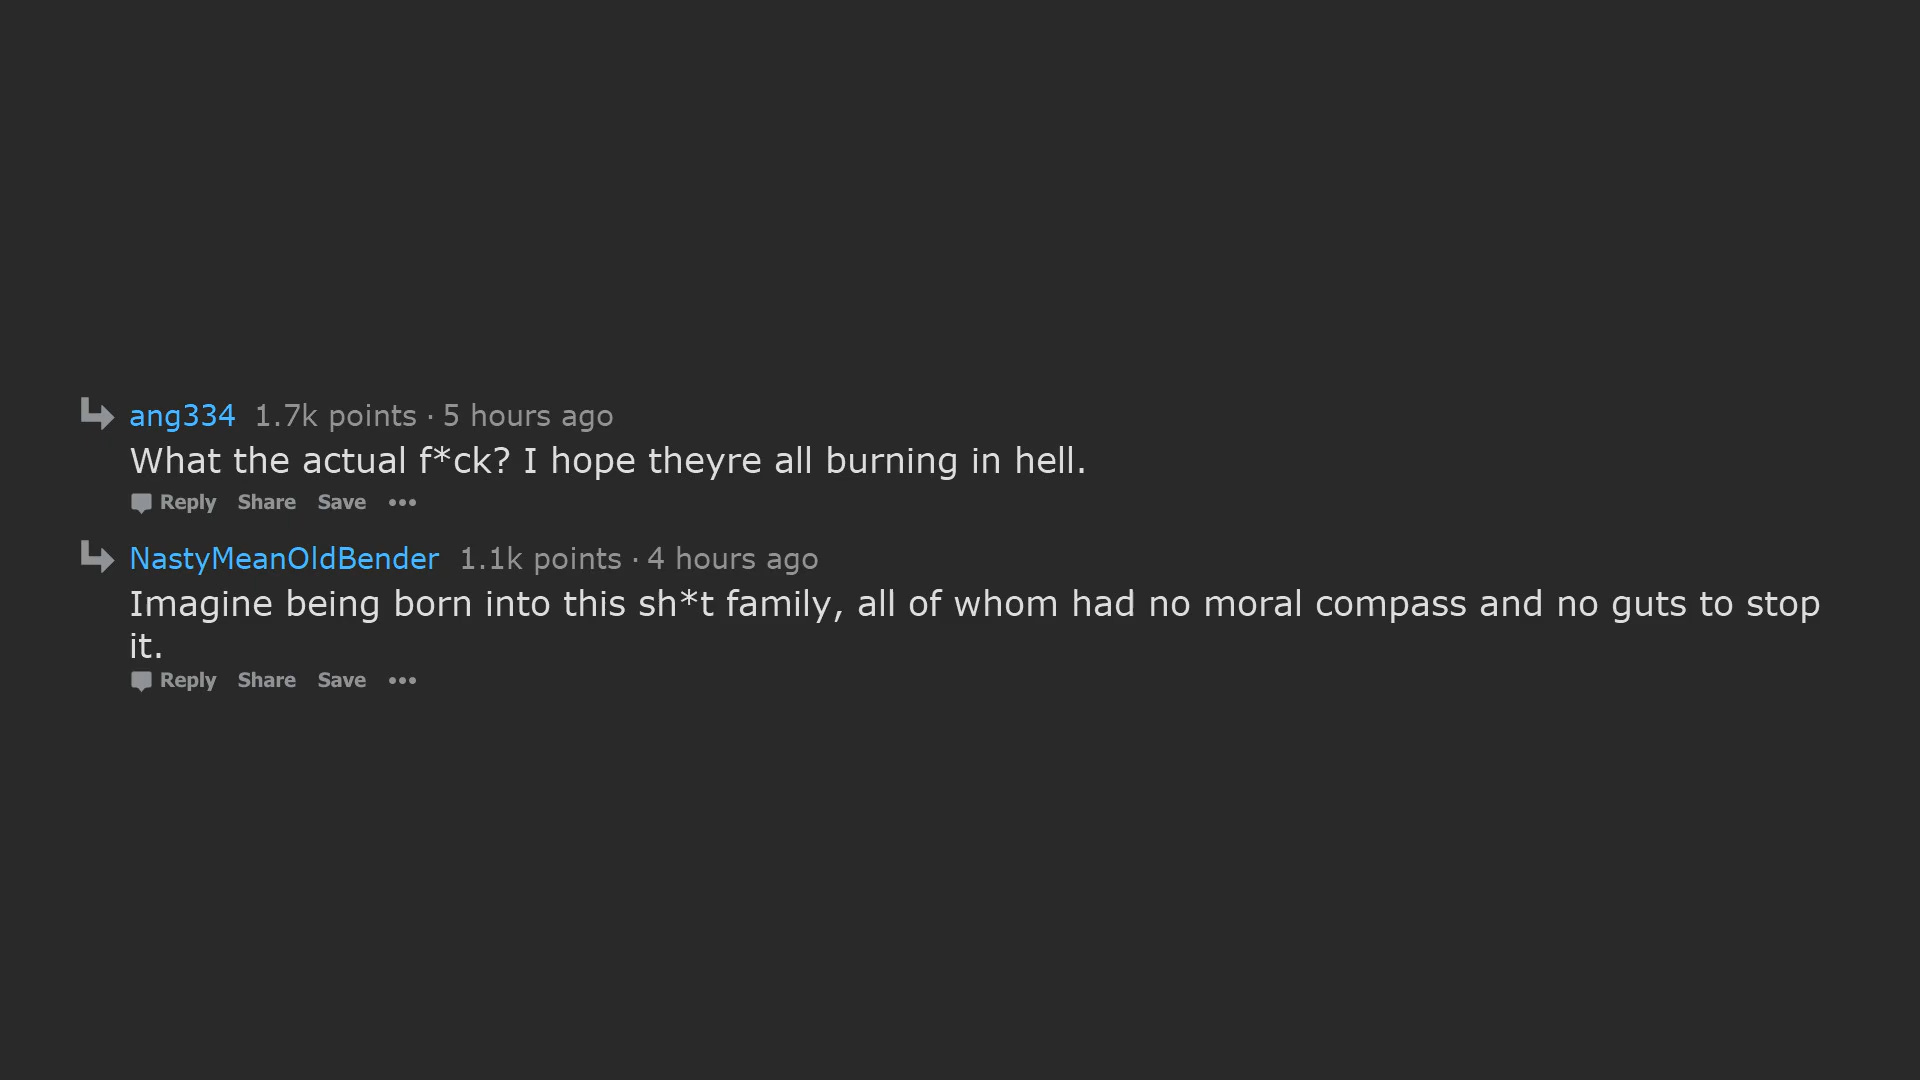 ang334 1.7k points · 5 hours ago
What the actual f*ck? I hope theyre all burning in hell.
Reply Share Save •••
NastyMeanOldBender 1.1k points · 4 hours ago
Imagine being born into this sh*t family, all of whom had no moral compass and no guts to stop
it.
Reply Share Save •••